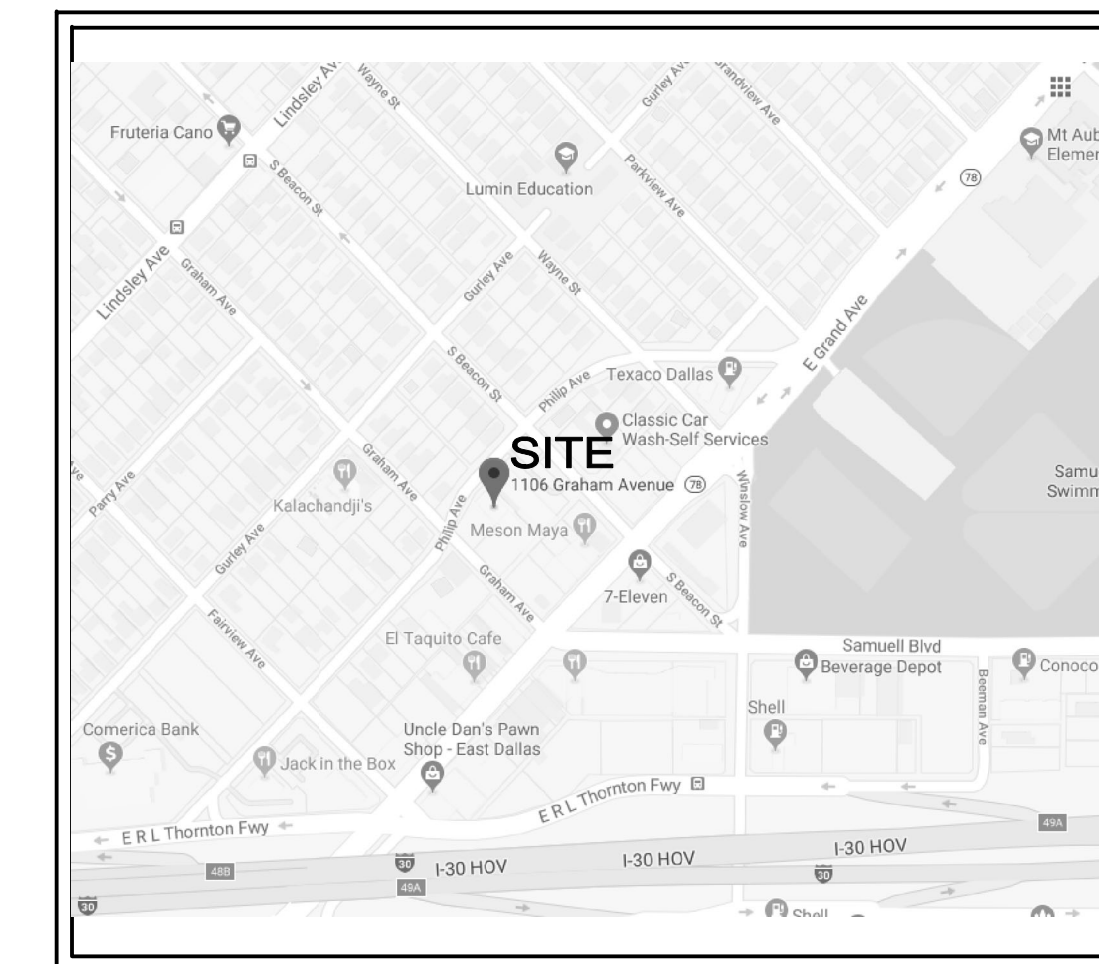 Lindsley Ave
Wayne St
Gurley Ave
Grandview Ave
Fruteria Cano
Mt Aub
Elemer
S Beacon St
Lumin Education
Parkview Ave
78
Lindsley Ave
Graham Ave
Gurley Ave
Wayne St
E Grand Ave
S Beacon St
Philip Ave
Texaco Dallas
Classic Car
Wash-Self Services
SITE
1106 Graham Avenue
78
Graham Ave
Parry Ave
Kalachandji's
Philip Ave
Meson Maya
Winslow Ave
Samu
Swimm
Gurley Ave
7-Eleven
S Beacon St
Graham Ave
Fairview Ave
El Taquito Cafe
Samuell Blvd
Beverage Depot
Conoco
Beeman Ave
Shell
Comerica Bank
$
Jack in the Box
Uncle Dan's Pawn
Shop - East Dallas
E R L Thornton Fwy
E R L Thornton Fwy
49A
48B
30
49A
I-30 HOV
I-30 HOV
I-30 HOV
30
30
Shell